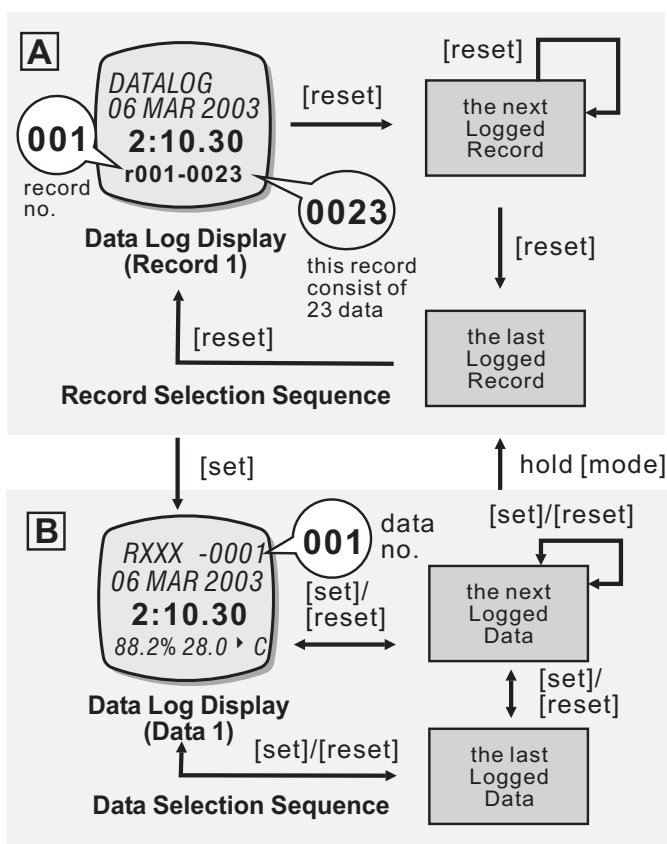 A
DATALOG
06 MAR 2003
2:10.30
r001-0023
001
record
no.
0023
this record
consist of
23 data
Data Log Display
(Record 1)
[reset]
[reset]
the next
Logged
Record
[reset]
the last
Logged
Record
[reset]
Record Selection Sequence
[set]
hold [mode]
B
RXXX -0001
06 MAR 2003
2:10.30
88.2% 28.0 ‣ C
001
data
no.
Data Log Display
(Data 1)
[set]/
[reset]
[set]/[reset]
the next
Logged
Data
[set]/
[reset]
the last
Logged
Data
[set]/[reset]
Data Selection Sequence